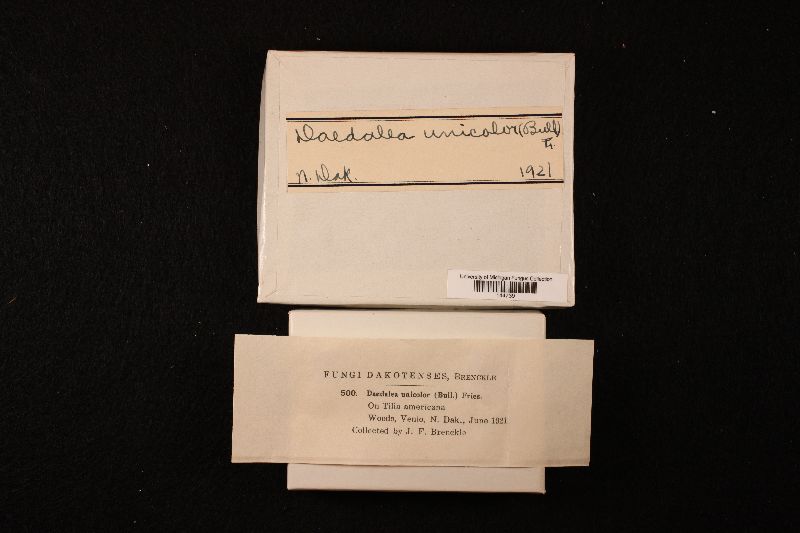 Daedalea unicolor (Bull)
Fr.
N. Dak. 1921
University of Michigan Fungus Collection
FUNGI DAKOTENSES, BRENCKLE
500. Daedalea unicolor (Bull.) Fries.
On Tilia americana
Woods, Venlo, N. Dak., June 1921
Collected by J. F. Brenckle